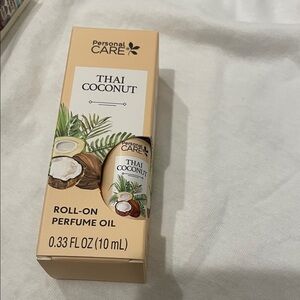 Personal
CARE
THAI
COCONUT
Personal
CARE
THAI
COCONUT
ROLL-ON
PERFUME OIL
0.33 FL OZ (10 mL)